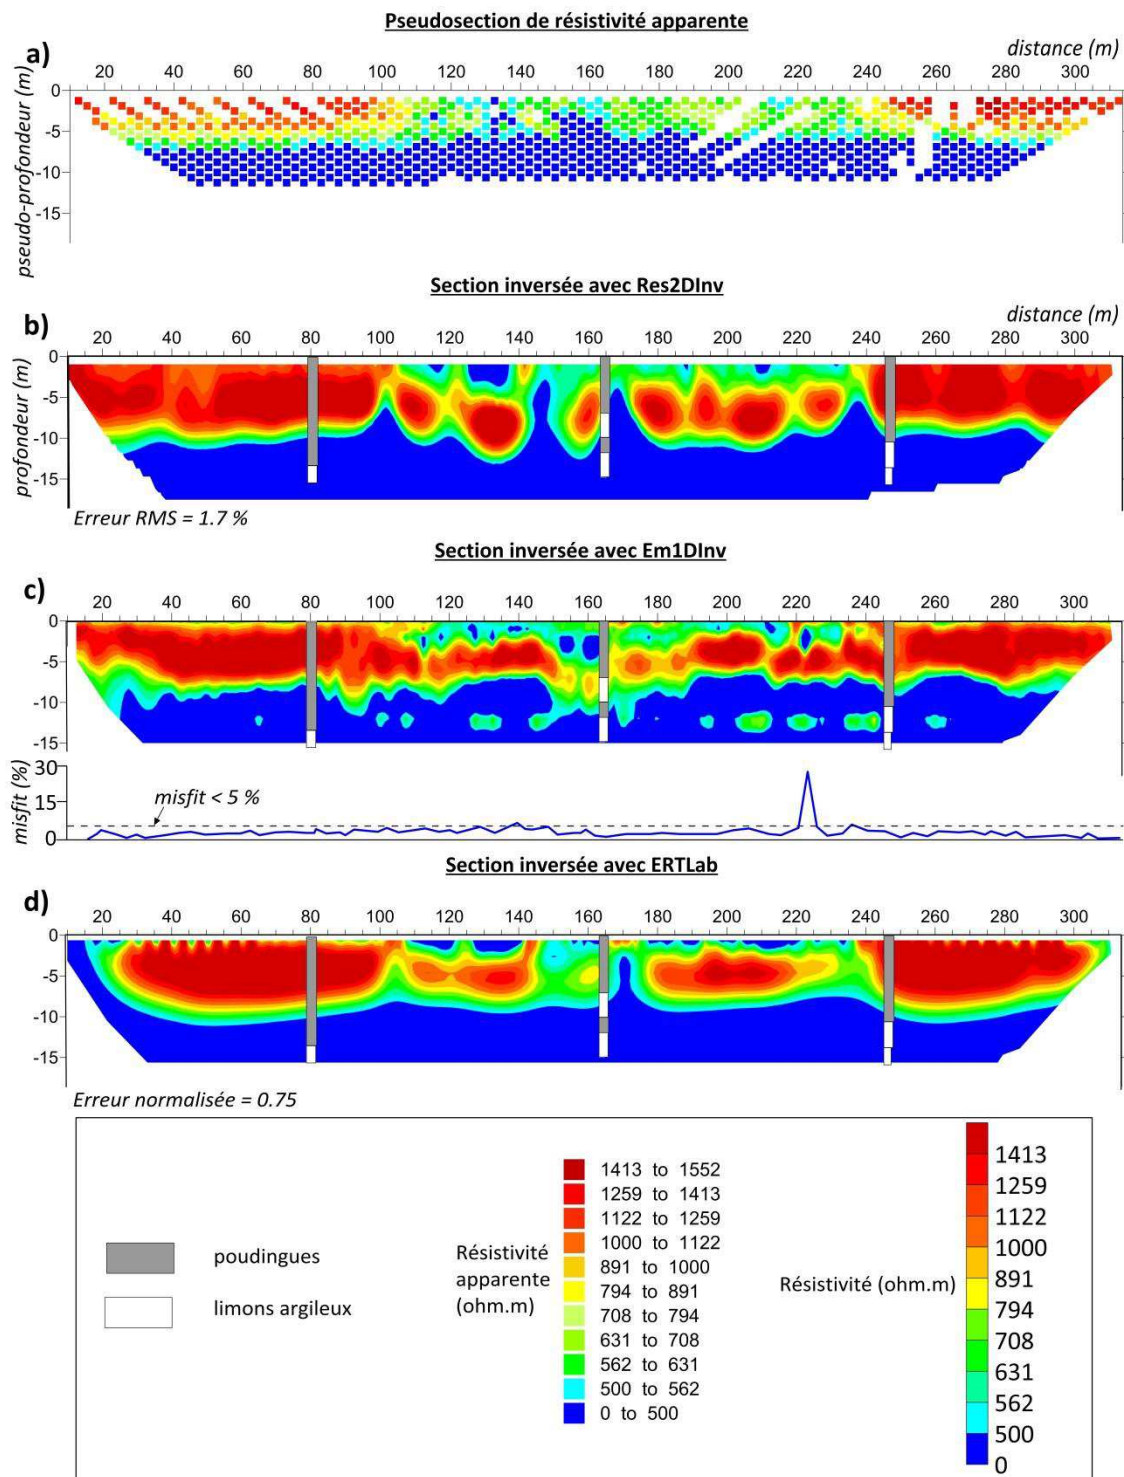 Pseudosection de résistivité apparente
a)
distance (m)
20 40 60 80 100 120 140 160 180 200 220 240 260 280 300
pseudo-profondeur (m)
0
-5
-10
-15
Section inversée avec Res2DInv
b)
distance (m)
20 40 60 80 100 120 140 160 180 200 220 240 260 280 300
profondeur (m)
0
-5
-10
-15
Erreur RMS = 1.7 %
Section inversée avec Em1DInv
c)
20 40 60 80 100 120 140 160 180 200 220 240 260 280 300
0
-5
-10
-15
misfit (%)
30
15
0
misfit < 5 %
Section inversée avec ERTLab
d)
20 40 60 80 100 120 140 160 180 200 220 240 260 280 300
0
-5
-10
-15
Erreur normalisée = 0.75
poudingues
limons argileux
Résistivité
apparente
(ohm.m)
1413 to 1552
1259 to 1413
1122 to 1259
1000 to 1122
891 to 1000
794 to 891
708 to 794
631 to 708
562 to 631
500 to 562
0 to 500
Résistivité (ohm.m)
1413
1259
1122
1000
891
794
708
631
562
500
0